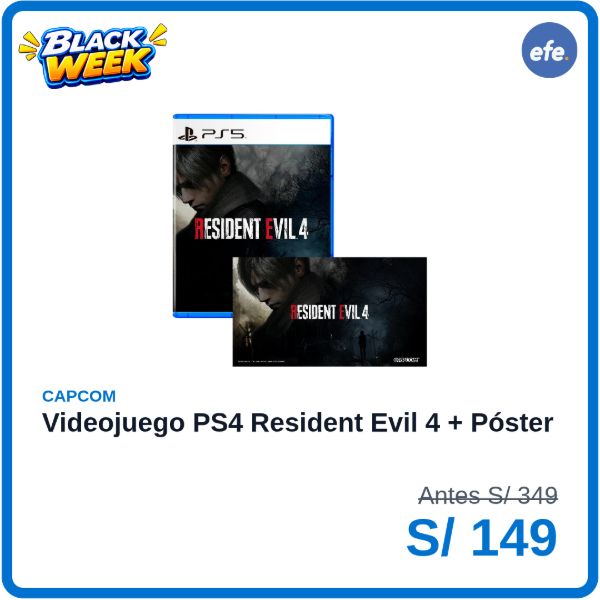 BLACK
WEEK
efe.
PS5
RESIDENT EVIL 4
RESIDENT EVIL 4
CAPCOM
CAPCOM
Videojuego PS4 Resident Evil 4 + Póster
Antes S/ 349
S/ 149